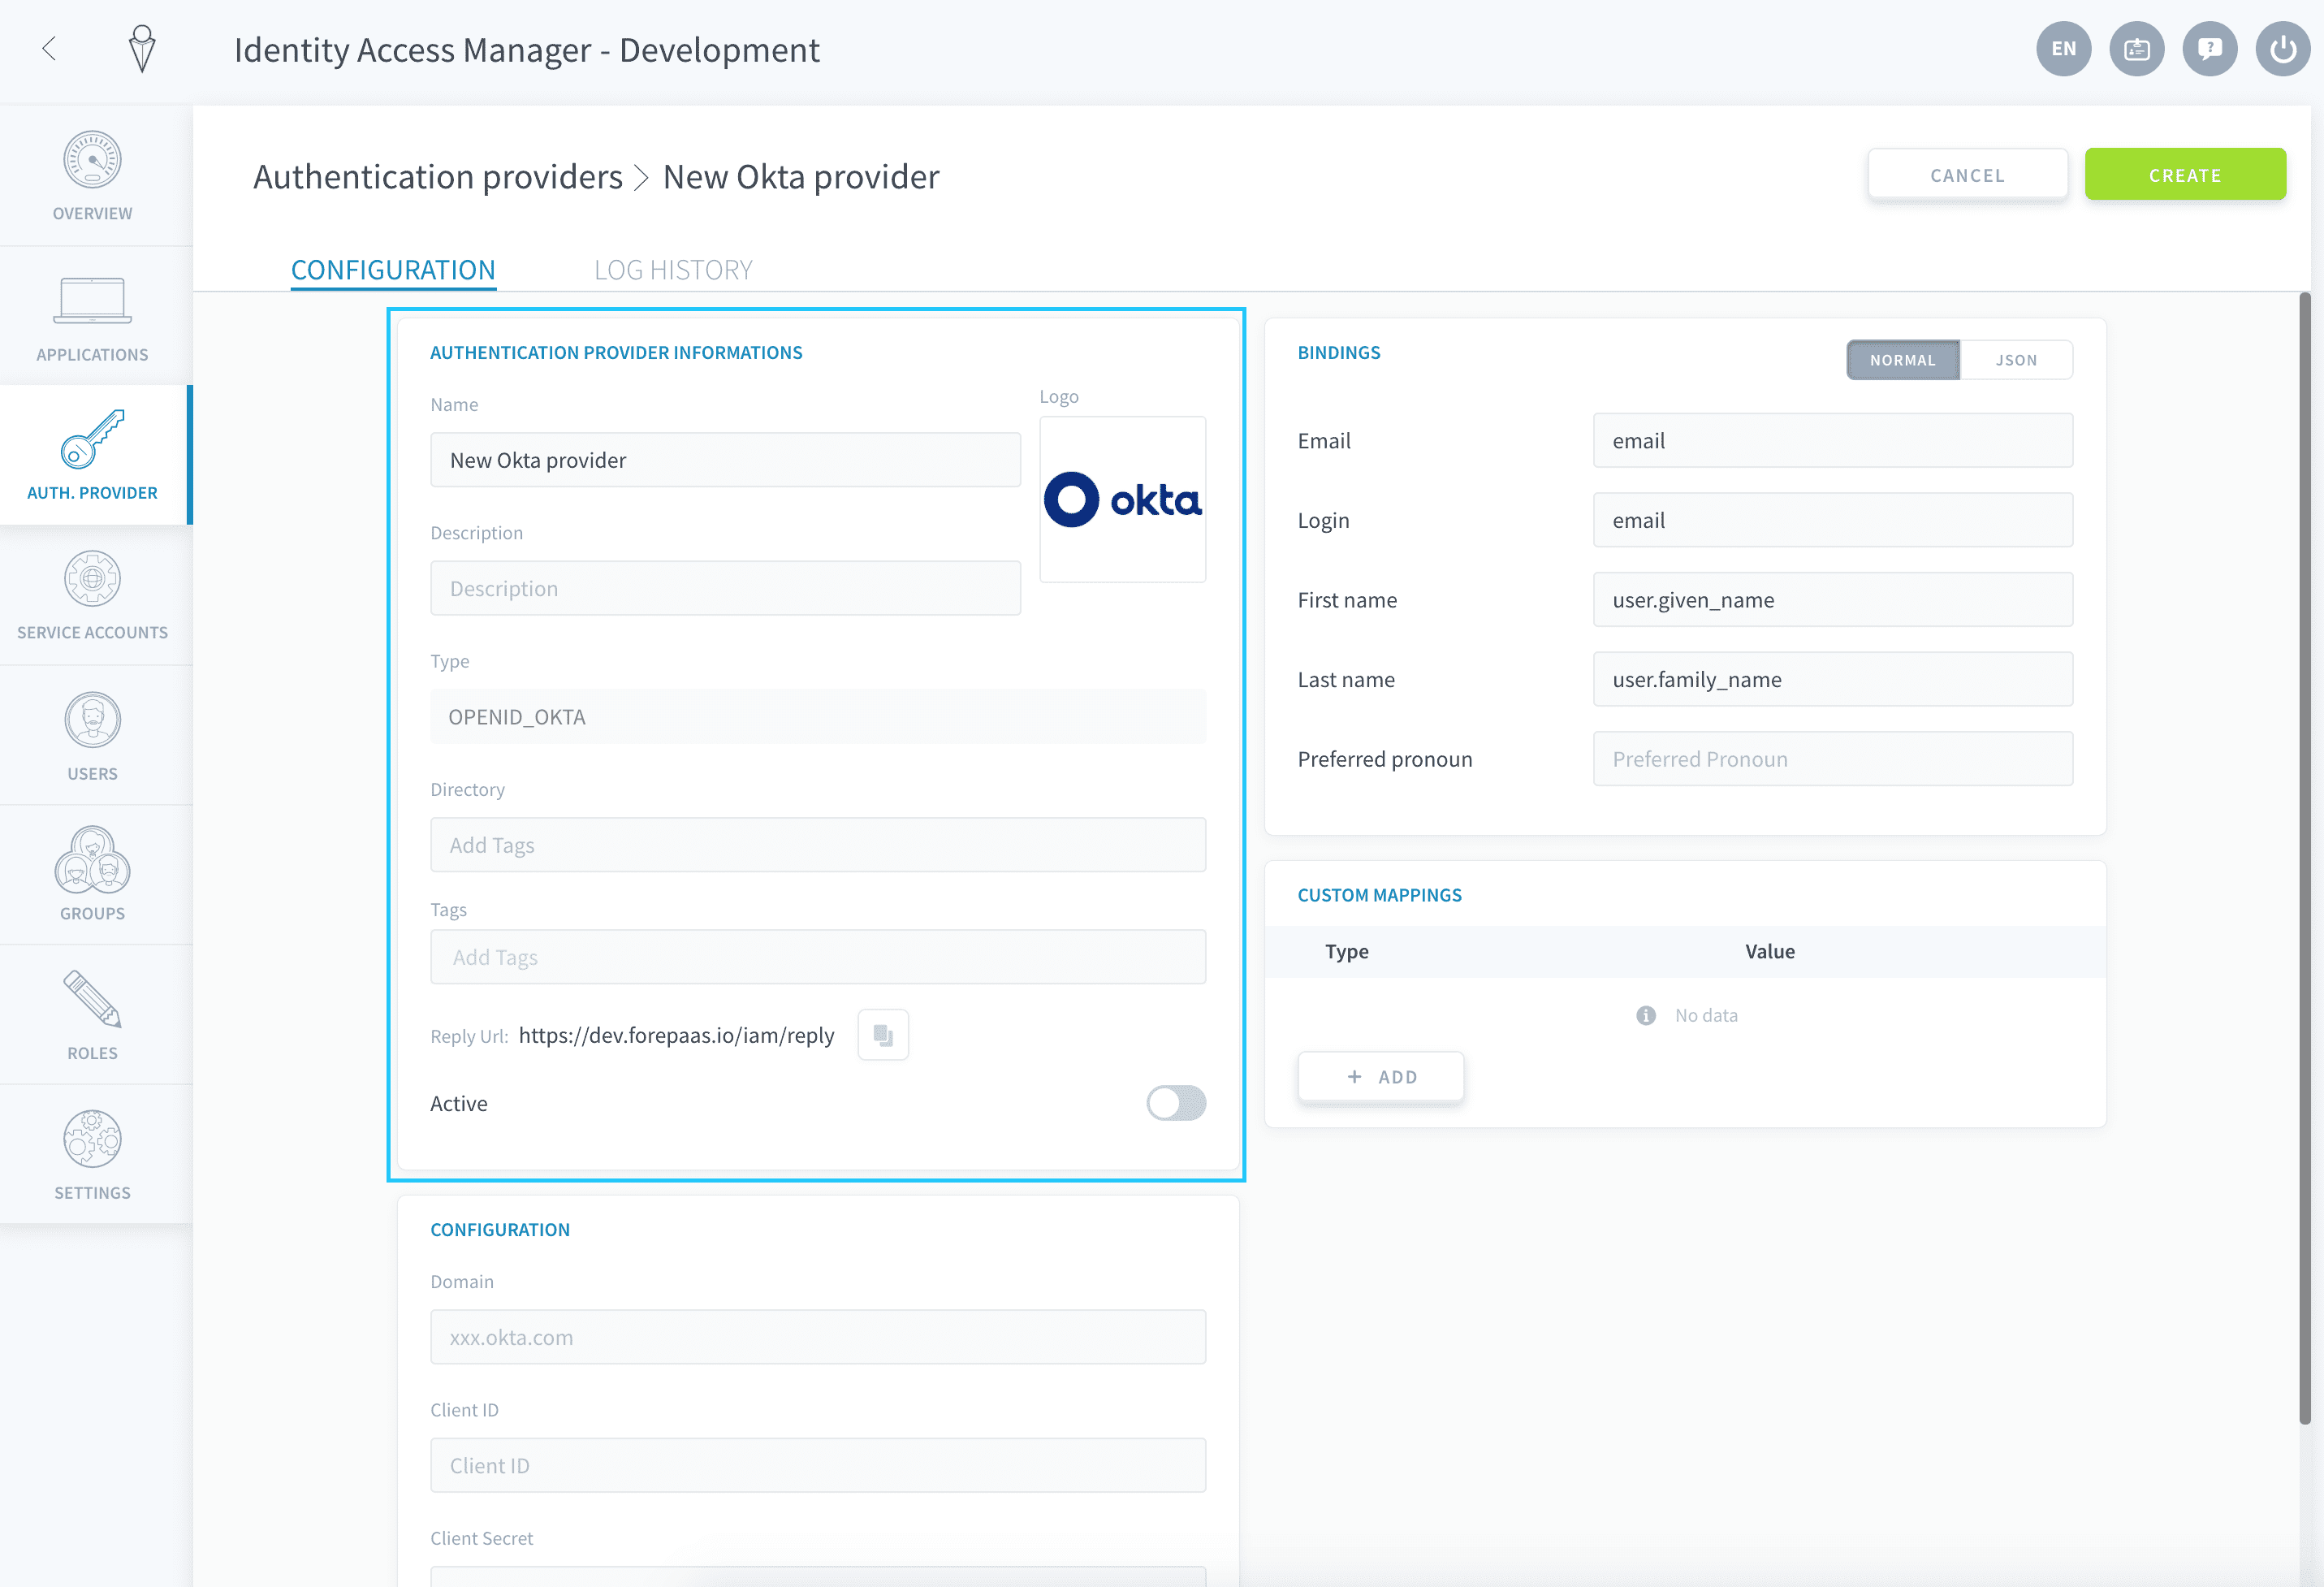 Identity Access Manager - Development
EN
OVERVIEW
APPLICATIONS
AUTH. PROVIDER
SERVICE ACCOUNTS
USERS
GROUPS
ROLES
SETTINGS
Authentication providers > New Okta provider
CANCEL
CREATE
CONFIGURATION
LOG HISTORY
AUTHENTICATION PROVIDER INFORMATIONS
Name
New Okta provider
Logo
okta
Description
Description
Type
OPENID_OKTA
Directory
Add Tags
Tags
Add Tags
Reply Url: https://dev.forepaas.io/iam/reply
Active
CONFIGURATION
Domain
xxx.okta.com
Client ID
Client ID
Client Secret
BINDINGS
NORMAL
JSON
Email
email
Login
email
First name
user.given_name
Last name
user.family_name
Preferred pronoun
Preferred Pronoun
CUSTOM MAPPINGS
Type
Value
No data
+ ADD